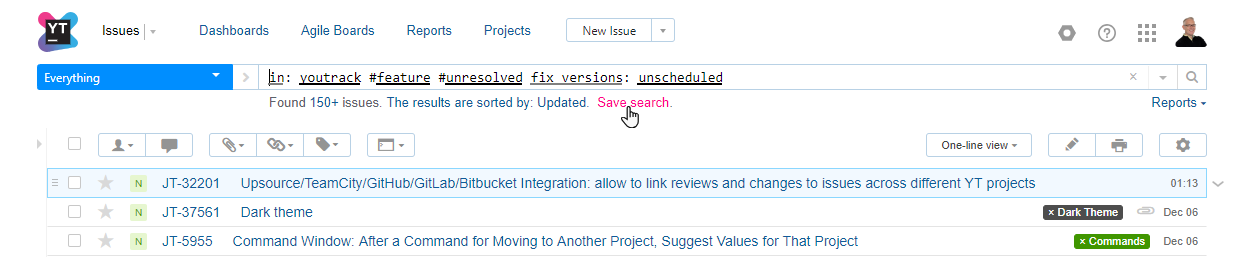 YT
Issues Dashboards Agile Boards Reports Projects New Issue
Everything in: youtrack #feature #unresolved fix versions: unscheduled
Found 150+ issues. The results are sorted by: Updated. Save search. Reports
One-line view
N JT-32201 Upsource/TeamCity/GitHub/GitLab/Bitbucket Integration: allow to link reviews and changes to issues across different YT projects 01:13
N JT-37561 Dark theme × Dark Theme Dec 06
N JT-5955 Command Window: After a Command for Moving to Another Project, Suggest Values for That Project × Commands Dec 06